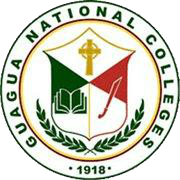 GUAGUA NATIONAL COLLEGES
· 1918 ·